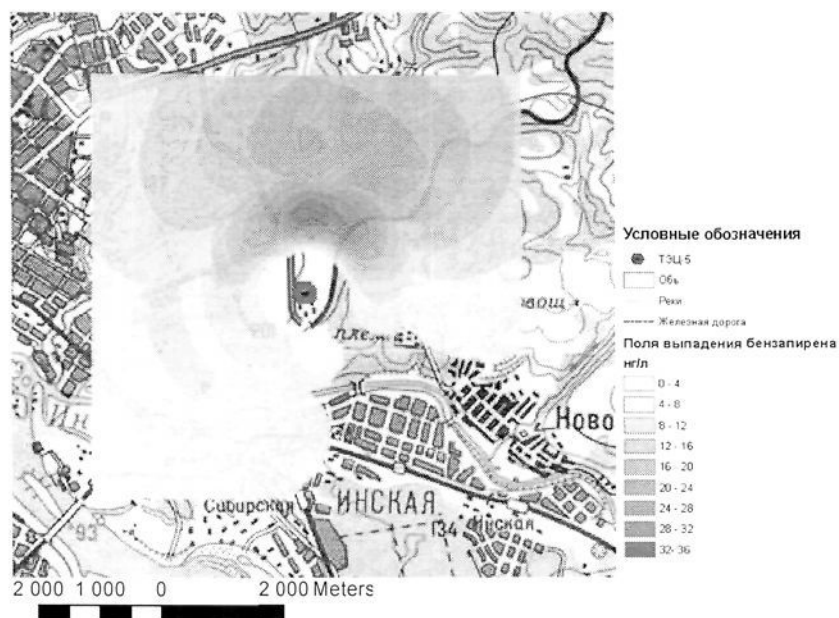 вощ
плем
Ново
Сибирская
ИНСКАЯ
Инская
134
93
Условные обозначения
ТЭЦ-5
Обь
Реки
Железная дорога
Поля выпадения бензапирена
нг/л
0 - 4
4 - 8
8 - 12
12 - 16
16 - 20
20 - 24
24 - 28
28 - 32
32- 36
2 000 1 000 0 2 000 Meters